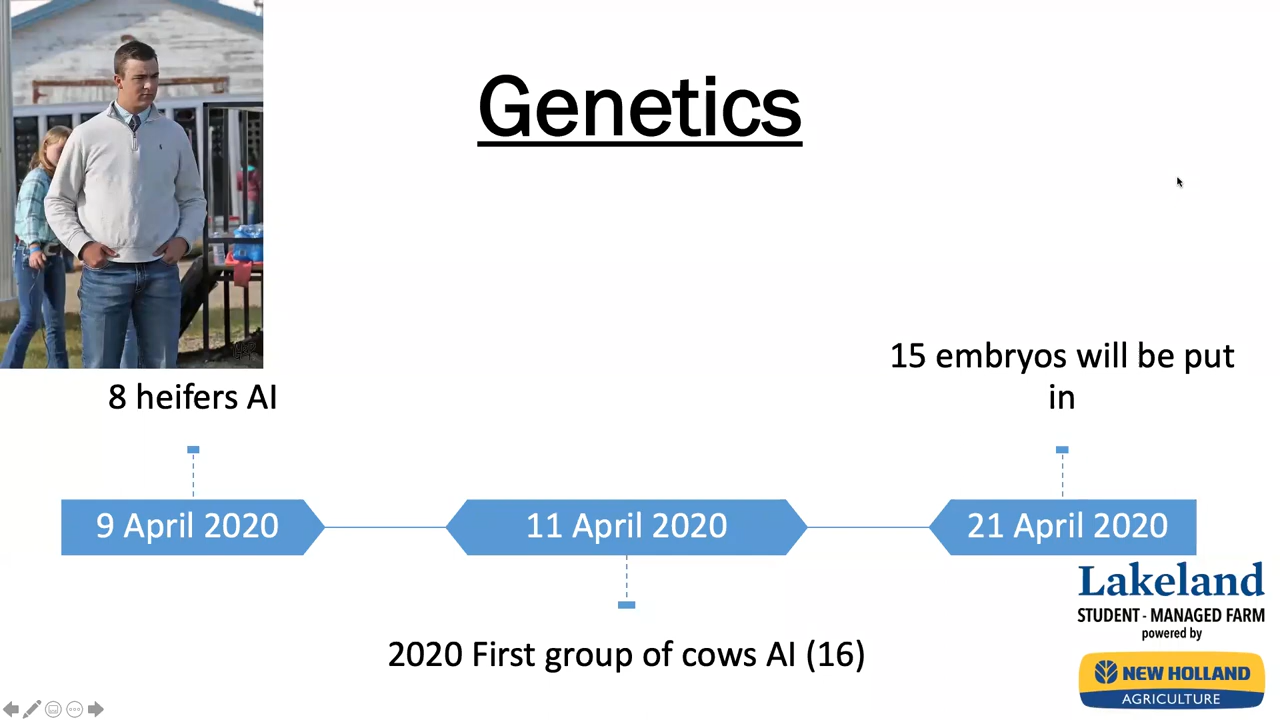 Genetics
8 heifers AI
15 embryos will be put
in
9 April 2020
11 April 2020
21 April 2020
2020 First group of cows AI (16)
Lakeland
STUDENT - MANAGED FARM
powered by
NEW HOLLAND
AGRICULTURE